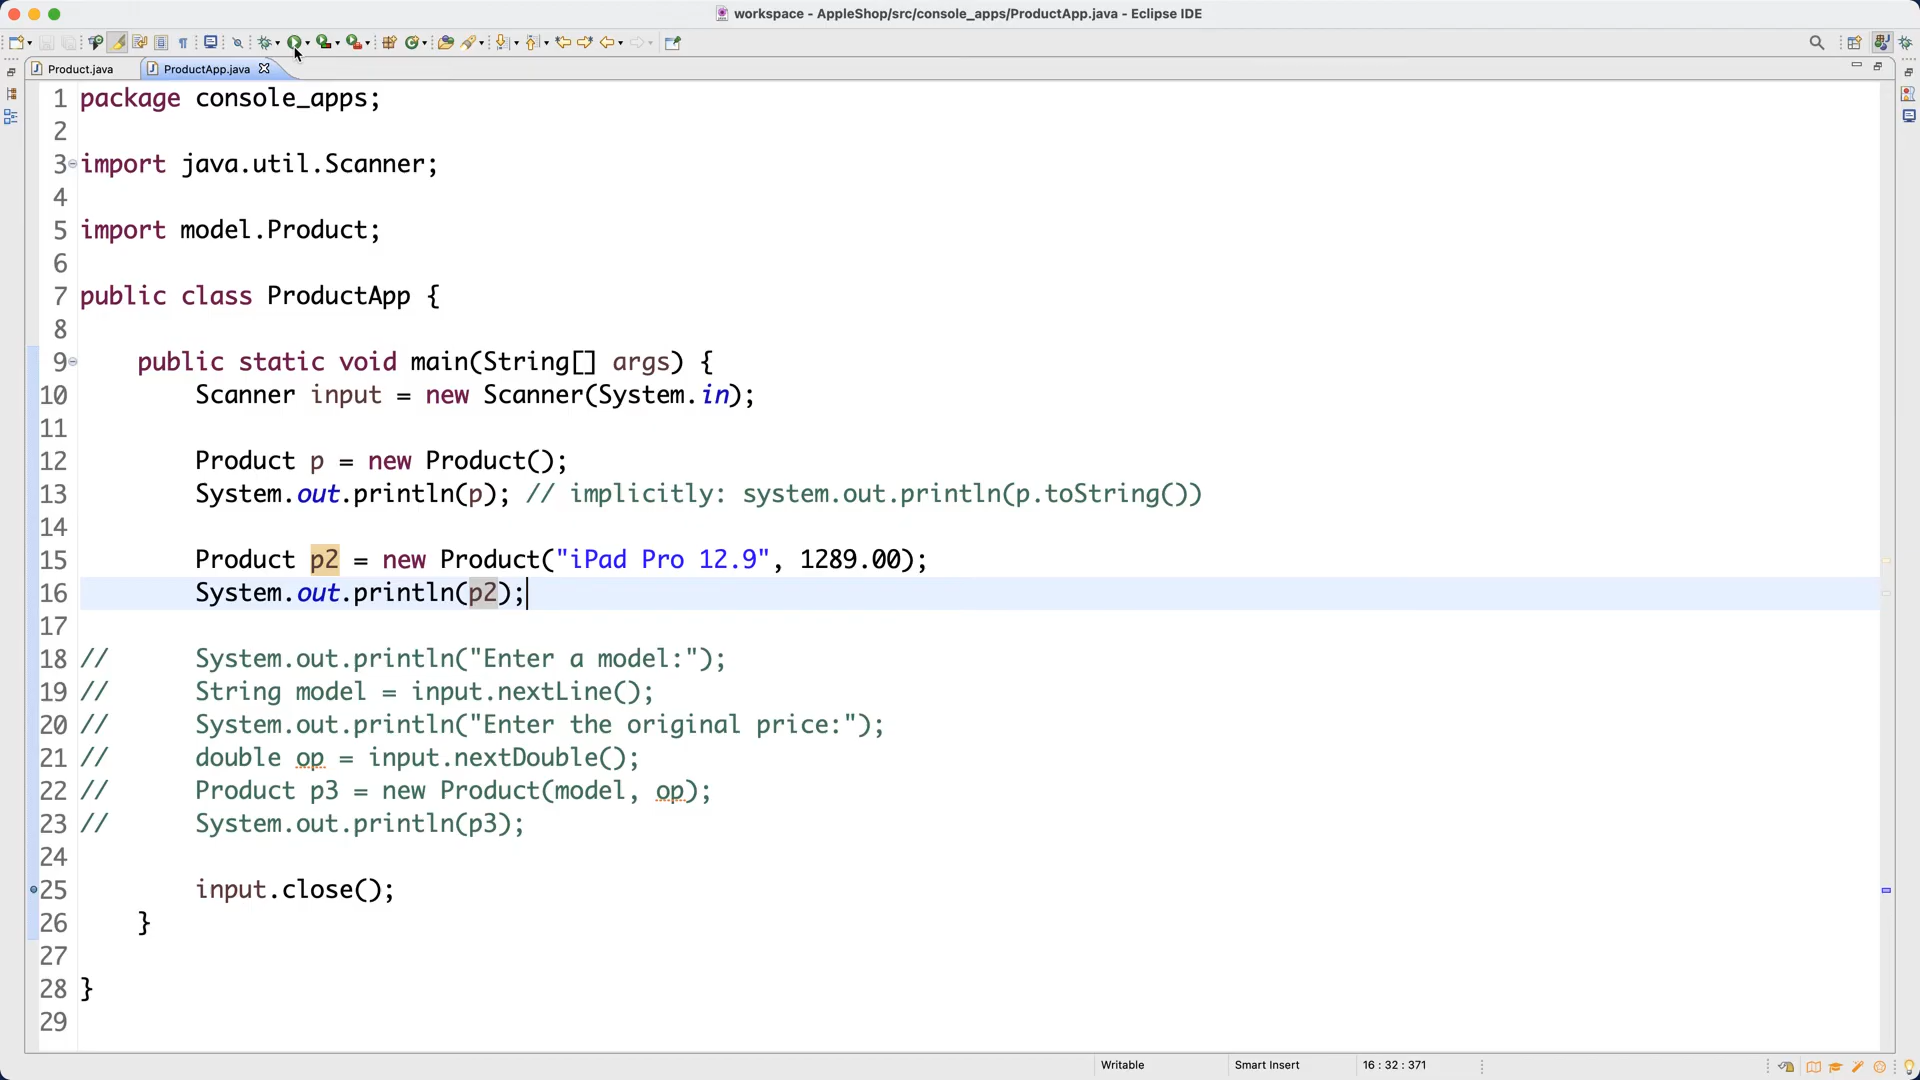 workspace - AppleShop/src/console_apps/ProductApp.java - Eclipse IDE
Product.java
ProductApp.java
1 package console_apps;
2
3 import java.util.Scanner;
4
5 import model.Product;
6
7 public class ProductApp {
8
9 public static void main(String[] args) {
10 Scanner input = new Scanner(System.in);
11
12 Product p = new Product();
13 System.out.println(p); // implicitly: system.out.println(p.toString())
14
15 Product p2 = new Product("iPad Pro 12.9", 1289.00);
16 System.out.println(p2);
17
18 // System.out.println("Enter a model:");
19 // String model = input.nextLine();
20 // System.out.println("Enter the original price:");
21 // double op = input.nextDouble();
22 // Product p3 = new Product(model, op);
23 // System.out.println(p3);
24
25 input.close();
26 }
27
28 }
29
Writable
Smart Insert
16 : 32 : 371